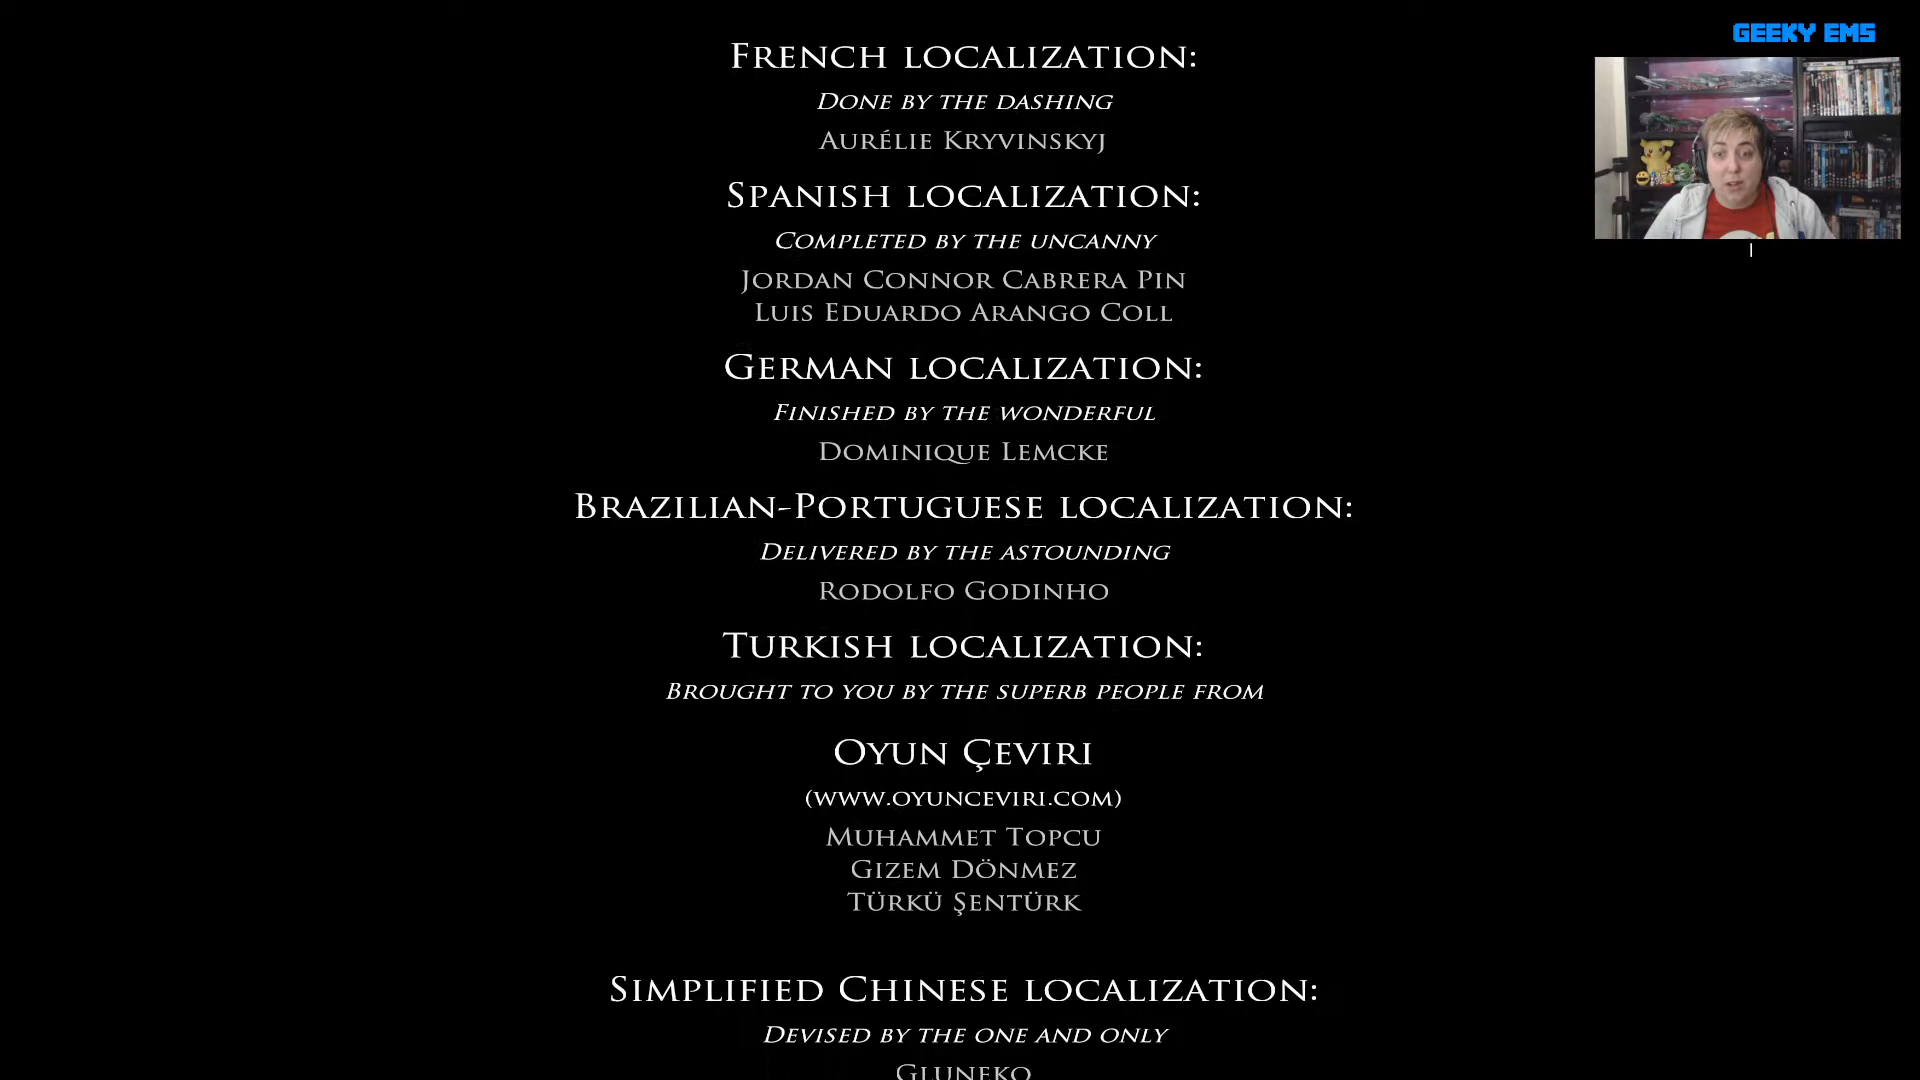 GEEKY EMS
French localization:
Done by the dashing
Aurélie Kryvinskyj
Spanish localization:
Completed by the uncanny
Jordan Connor Cabrera Pin
Luis Eduardo Arango Coll
German localization:
Finished by the wonderful
Dominique Lemcke
Brazilian-Portuguese localization:
Delivered by the astounding
Rodolfo Godinho
Turkish localization:
Brought to you by the superb people from
Oyun Çeviri
(www.oyunceviri.com)
Muhammet Topcu
Gizem Dönmez
Türkü Şentürk
Simplified Chinese localization:
Devised by the one and only
Gluneko